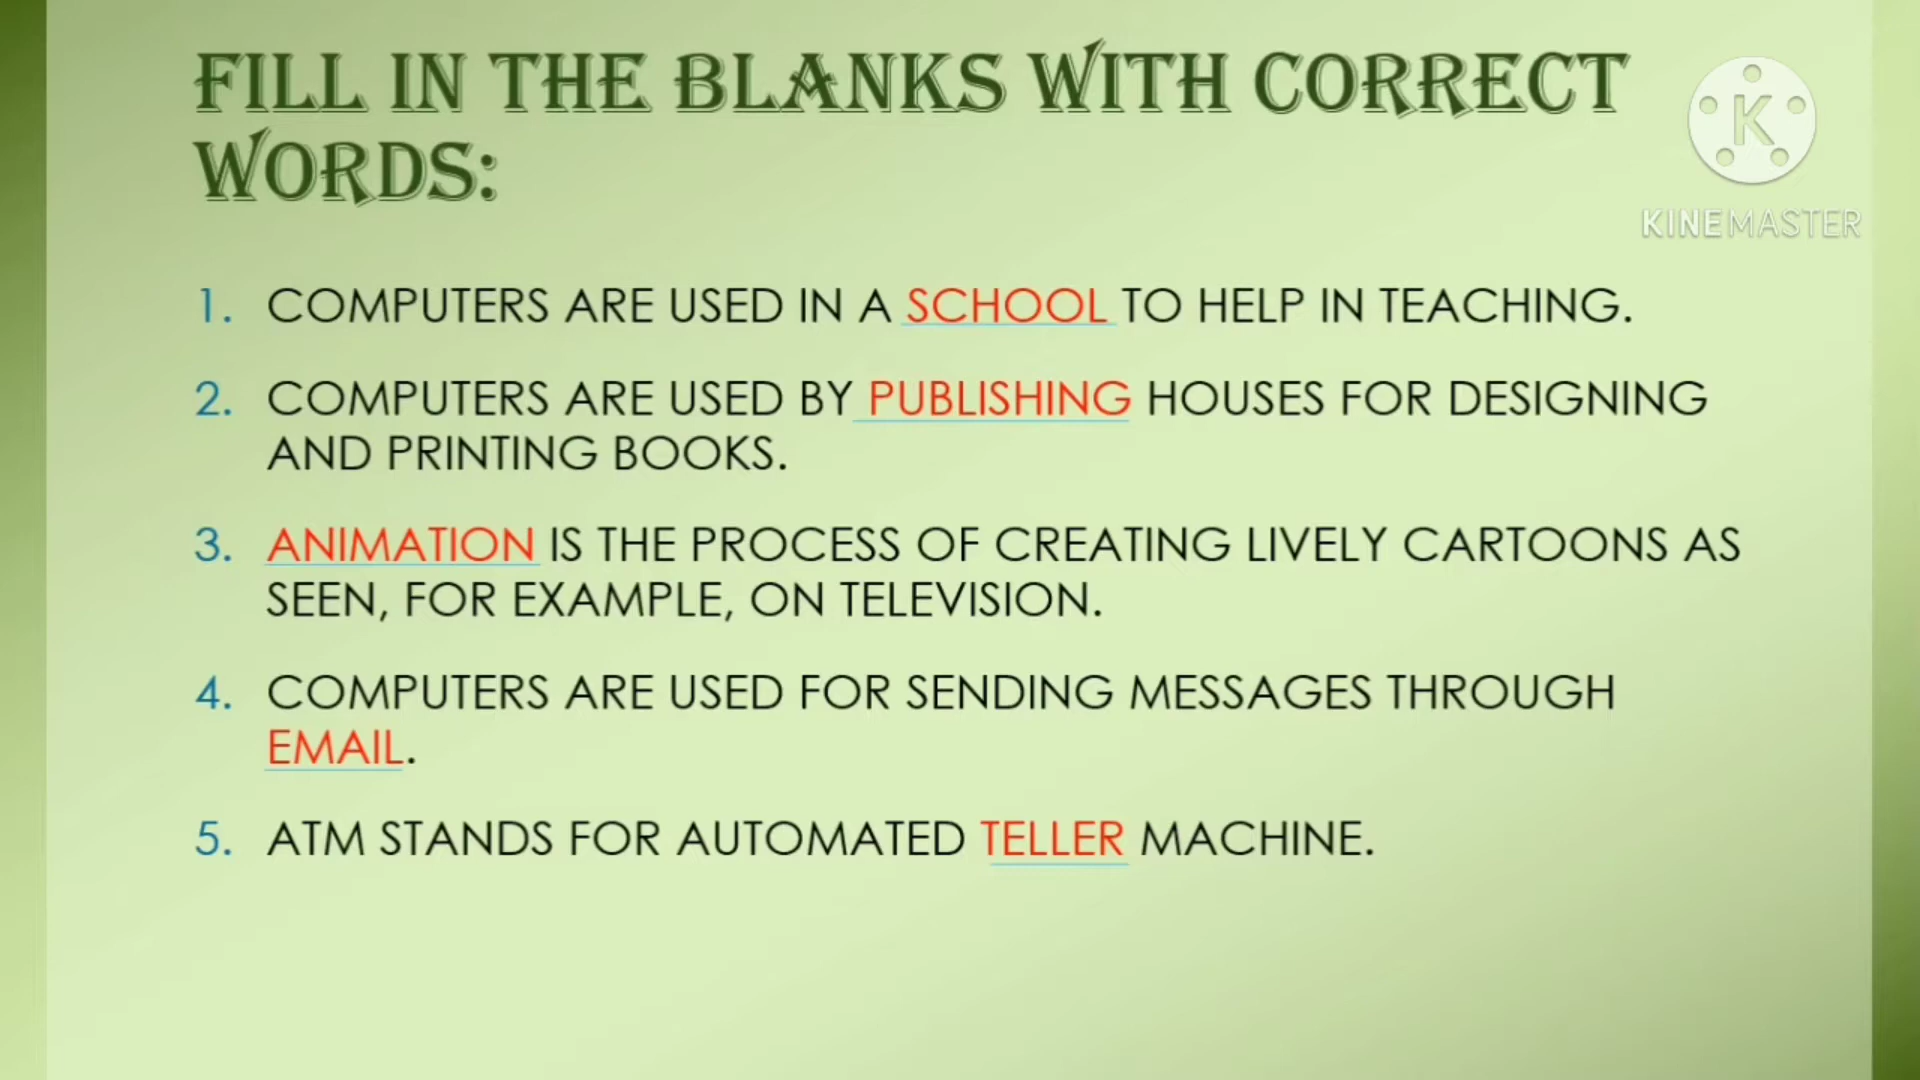 FILL IN THE BLANKS WITH CORRECT
WORDS:
K
KINEMASTER
1. COMPUTERS ARE USED IN A SCHOOL TO HELP IN TEACHING.
2. COMPUTERS ARE USED BY PUBLISHING HOUSES FOR DESIGNING
AND PRINTING BOOKS.
3. ANIMATION IS THE PROCESS OF CREATING LIVELY CARTOONS AS
SEEN, FOR EXAMPLE, ON TELEVISION.
4. COMPUTERS ARE USED FOR SENDING MESSAGES THROUGH
EMAIL.
5. ATM STANDS FOR AUTOMATED TELLER MACHINE.